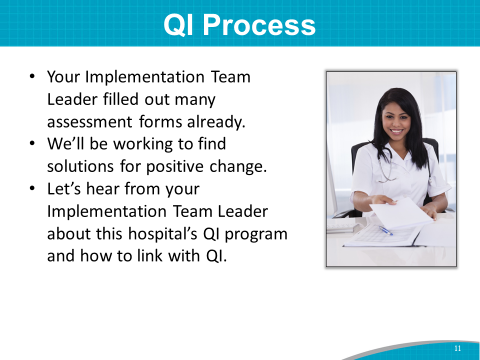 QI Process
• Your Implementation Team
Leader filled out many
assessment forms already.
• We’ll be working to find
solutions for positive change.
• Let’s hear from your
Implementation Team Leader
about this hospital’s QI program
and how to link with QI.
11